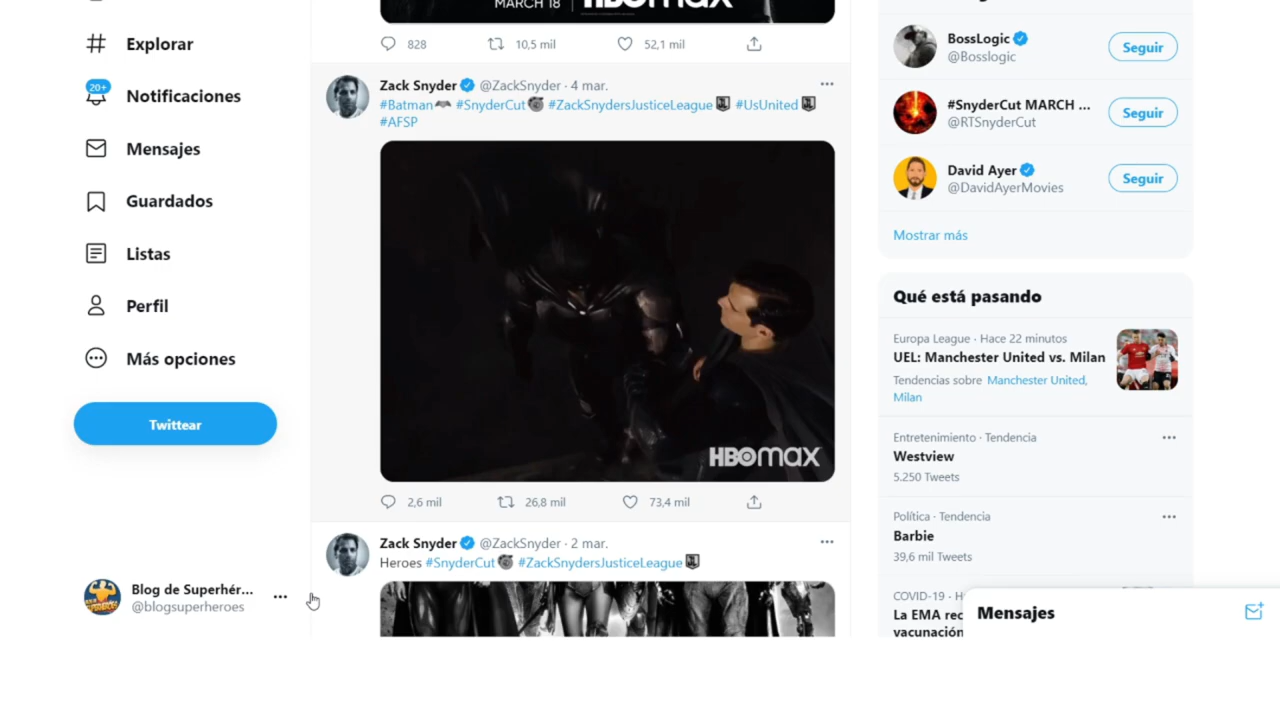 Explorar
20+
Notificaciones
Mensajes
Guardados
Listas
Perfil
Más opciones
Twittear
Blog de Superhér...
@blogsuperheroes
MARCH 18 | HBOmax
828
10,5 mil
52,1 mil
Zack Snyder @ZackSnyder · 4 mar.
#Batman #SnyderCut #ZackSnydersJusticeLeague #UsUnited
#AFSP
HBOmax
2,6 mil
26,8 mil
73,4 mil
Zack Snyder @ZackSnyder · 2 mar.
Heroes #SnyderCut #ZackSnydersJusticeLeague
BossLogic
@Bosslogic
Seguir
#SnyderCut MARCH ...
@RTSnyderCut
Seguir
David Ayer
@DavidAyerMovies
Seguir
Mostrar más
Qué está pasando
Europa League · Hace 22 minutos
UEL: Manchester United vs. Milan
Tendencias sobre Manchester United,
Milan
Entretenimiento · Tendencia
Westview
5.250 Tweets
Política · Tendencia
Barbie
39,6 mil Tweets
COVID-19 · H
La EMA rec
vacunación
Mensajes